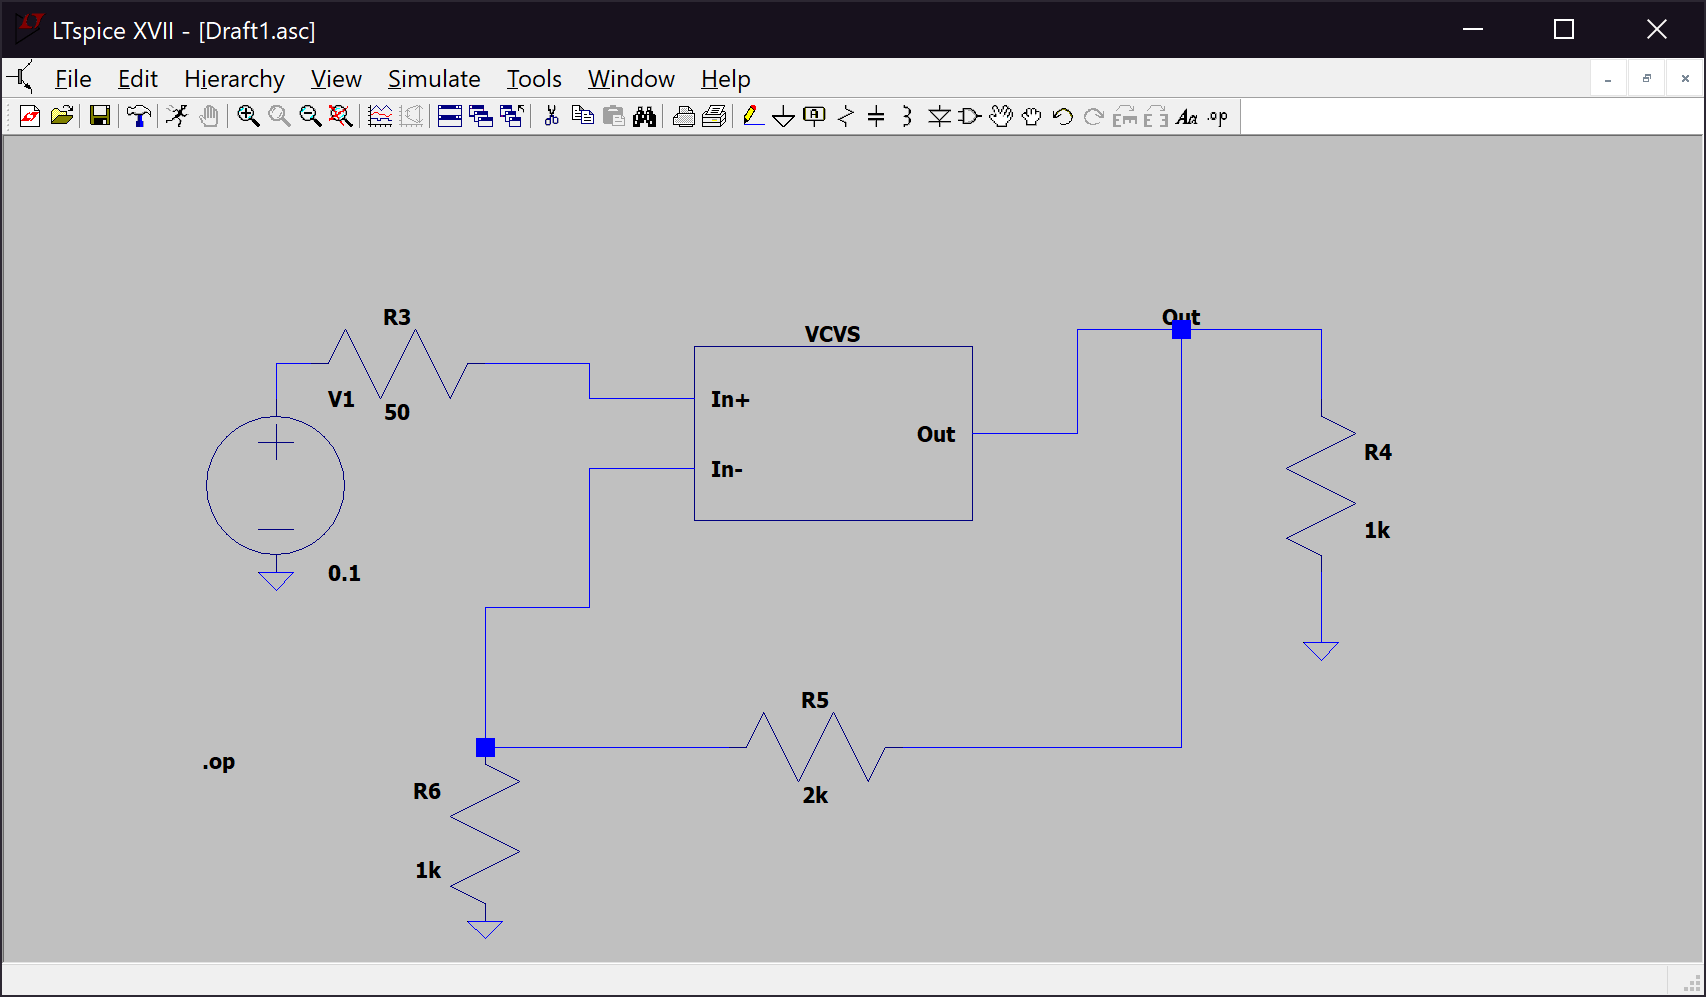 LTspice XVII - [Draft1.asc]
File Edit Hierarchy View Simulate Tools Window Help
Aa .op
R3
V1
50
0.1
VCVS
In+
In-
Out
Out
R4
1k
R5
2k
.op
R6
1k